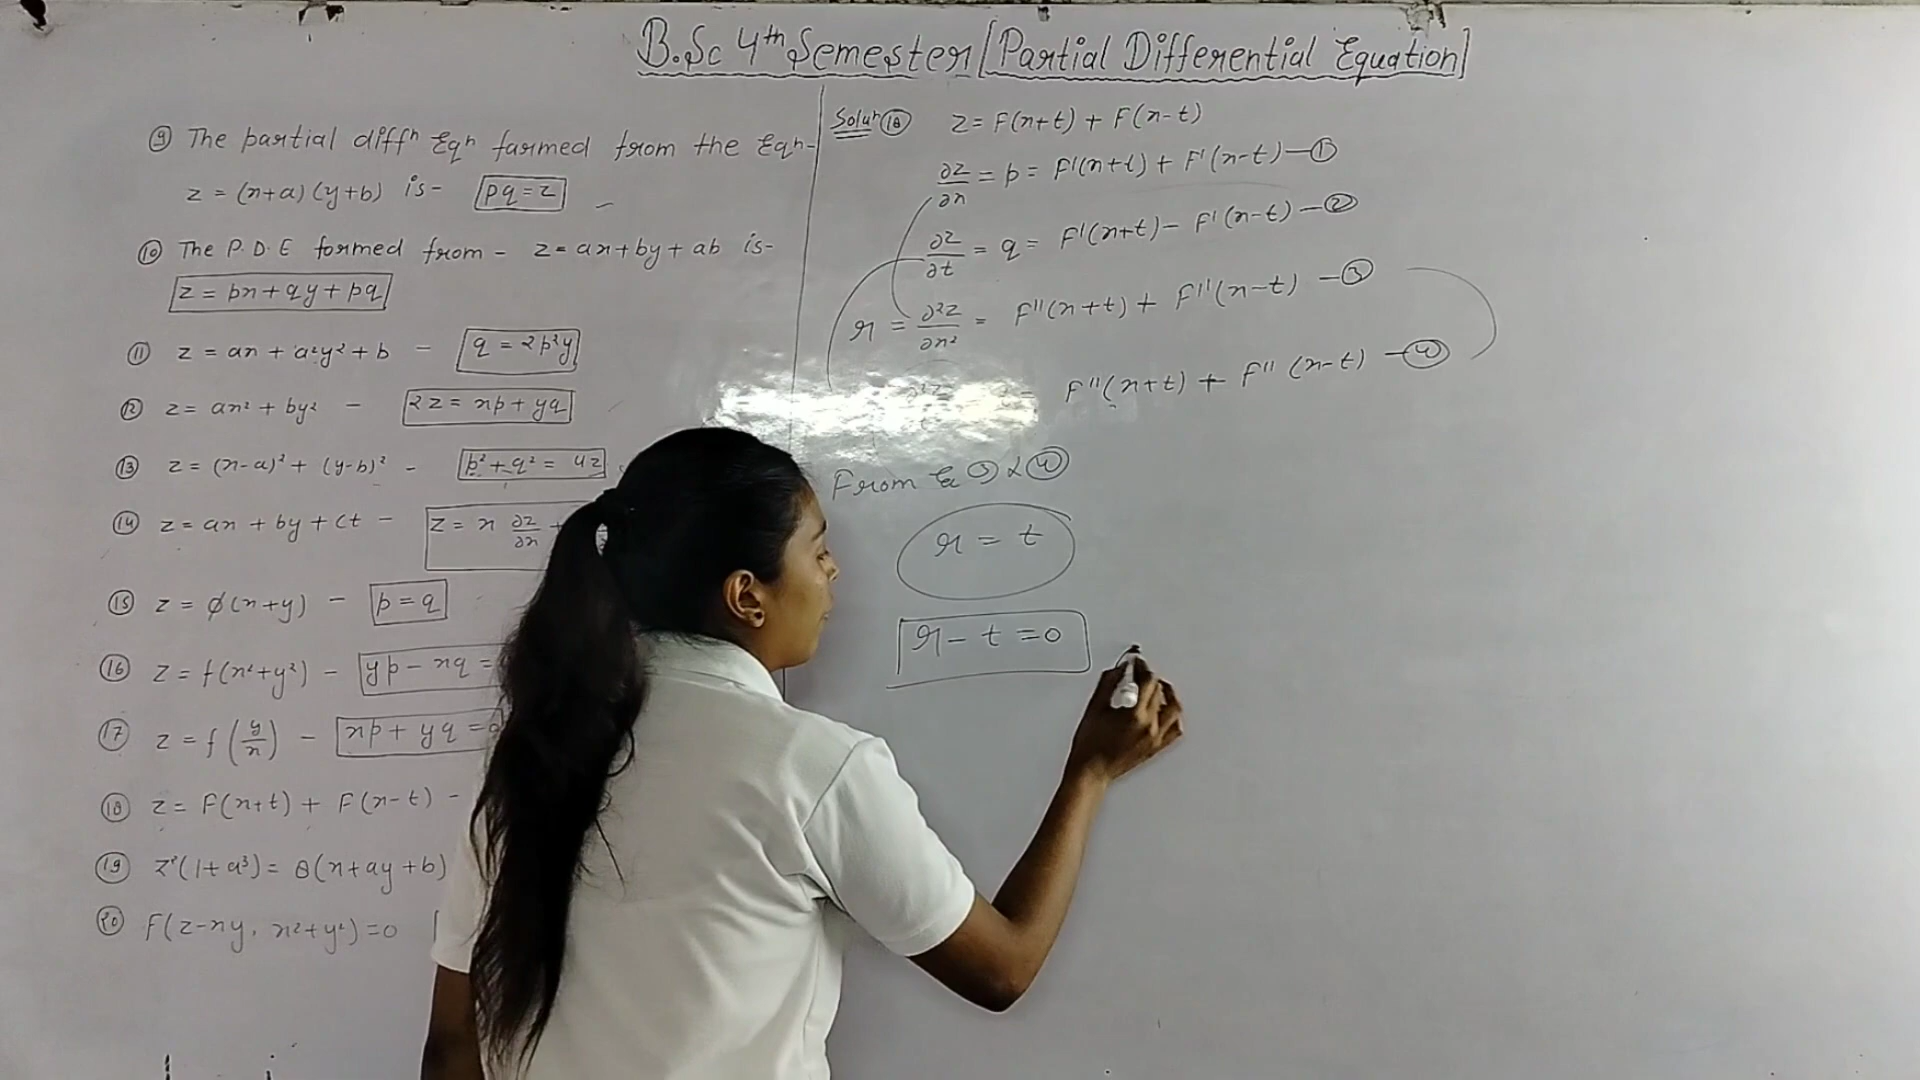 B.Sc 4th Semester [Partial Differential Equation]
⑨ The partial diffⁿ Eqⁿ farmed from the Eqⁿ-
z = (x+a) (y+b) is- pq = z
⑩ The P.D.E formed from - z = ax+by+ab is-
z = px+qy+pq
⑪ z = ax + a²y² + b - q = 2p²y
⑫ z = ax² + by² - 2z = xp + yq
⑬ z = (x-a)² + (y-b)² - p² + q² = 4z
⑭ z = ax + by + ct - z = x ∂z/∂x +
⑮ z = φ(x+y) - p = q
⑯ z = f(x²+y²) - yp - xq =
⑰ z = f(y/x) - xp + yq = 0
⑱ z = F(x+t) + F(x-t) -
⑲ z²(1+a³) = 8(x+ay+b)
⑳ F(z-xy, x²+y²) = 0
Soluⁿ ⑱ z = F(x+t) + F(x-t)
∂z/∂x = p = F'(x+t) + F'(x-t) — ①
∂z/∂t = q = F'(x+t) - F'(x-t) — ②
r = ∂²z/∂x² = F''(x+t) + F''(x-t) — ③
F''(x+t) + F''(x-t) — ④
From Eq ③ & ④
r = t
r - t = 0